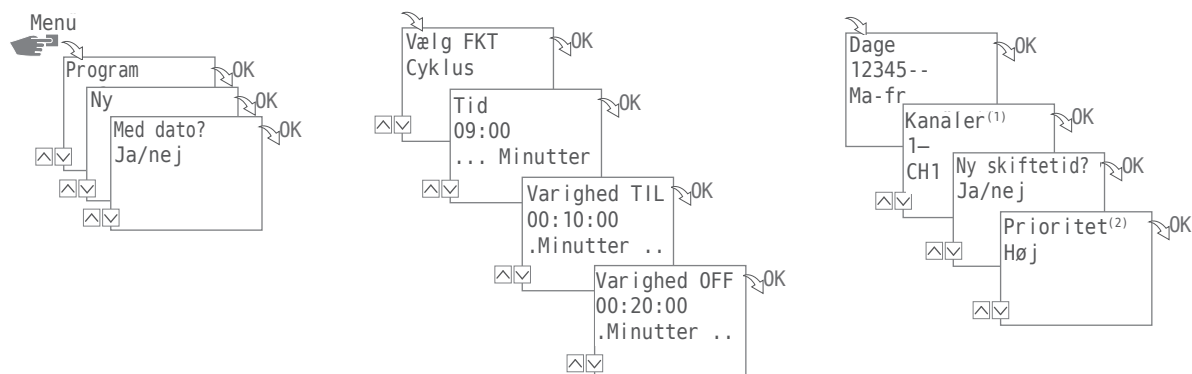 Menu
Program
OK
Ny
OK
Med dato?
OK
Ja/nej
Vælg FKT
OK
Cyklus
Tid
OK
09:00
... Minutter
Varighed TIL
OK
00:10:00
.Minutter ..
Varighed OFF
OK
00:20:00
.Minutter ..
Dage
OK
12345--
Ma-fr
Kanäler(1)
OK
1–
CH1
Ny skiftetid?
OK
Ja/nej
Prioritet(2)
OK
Høj